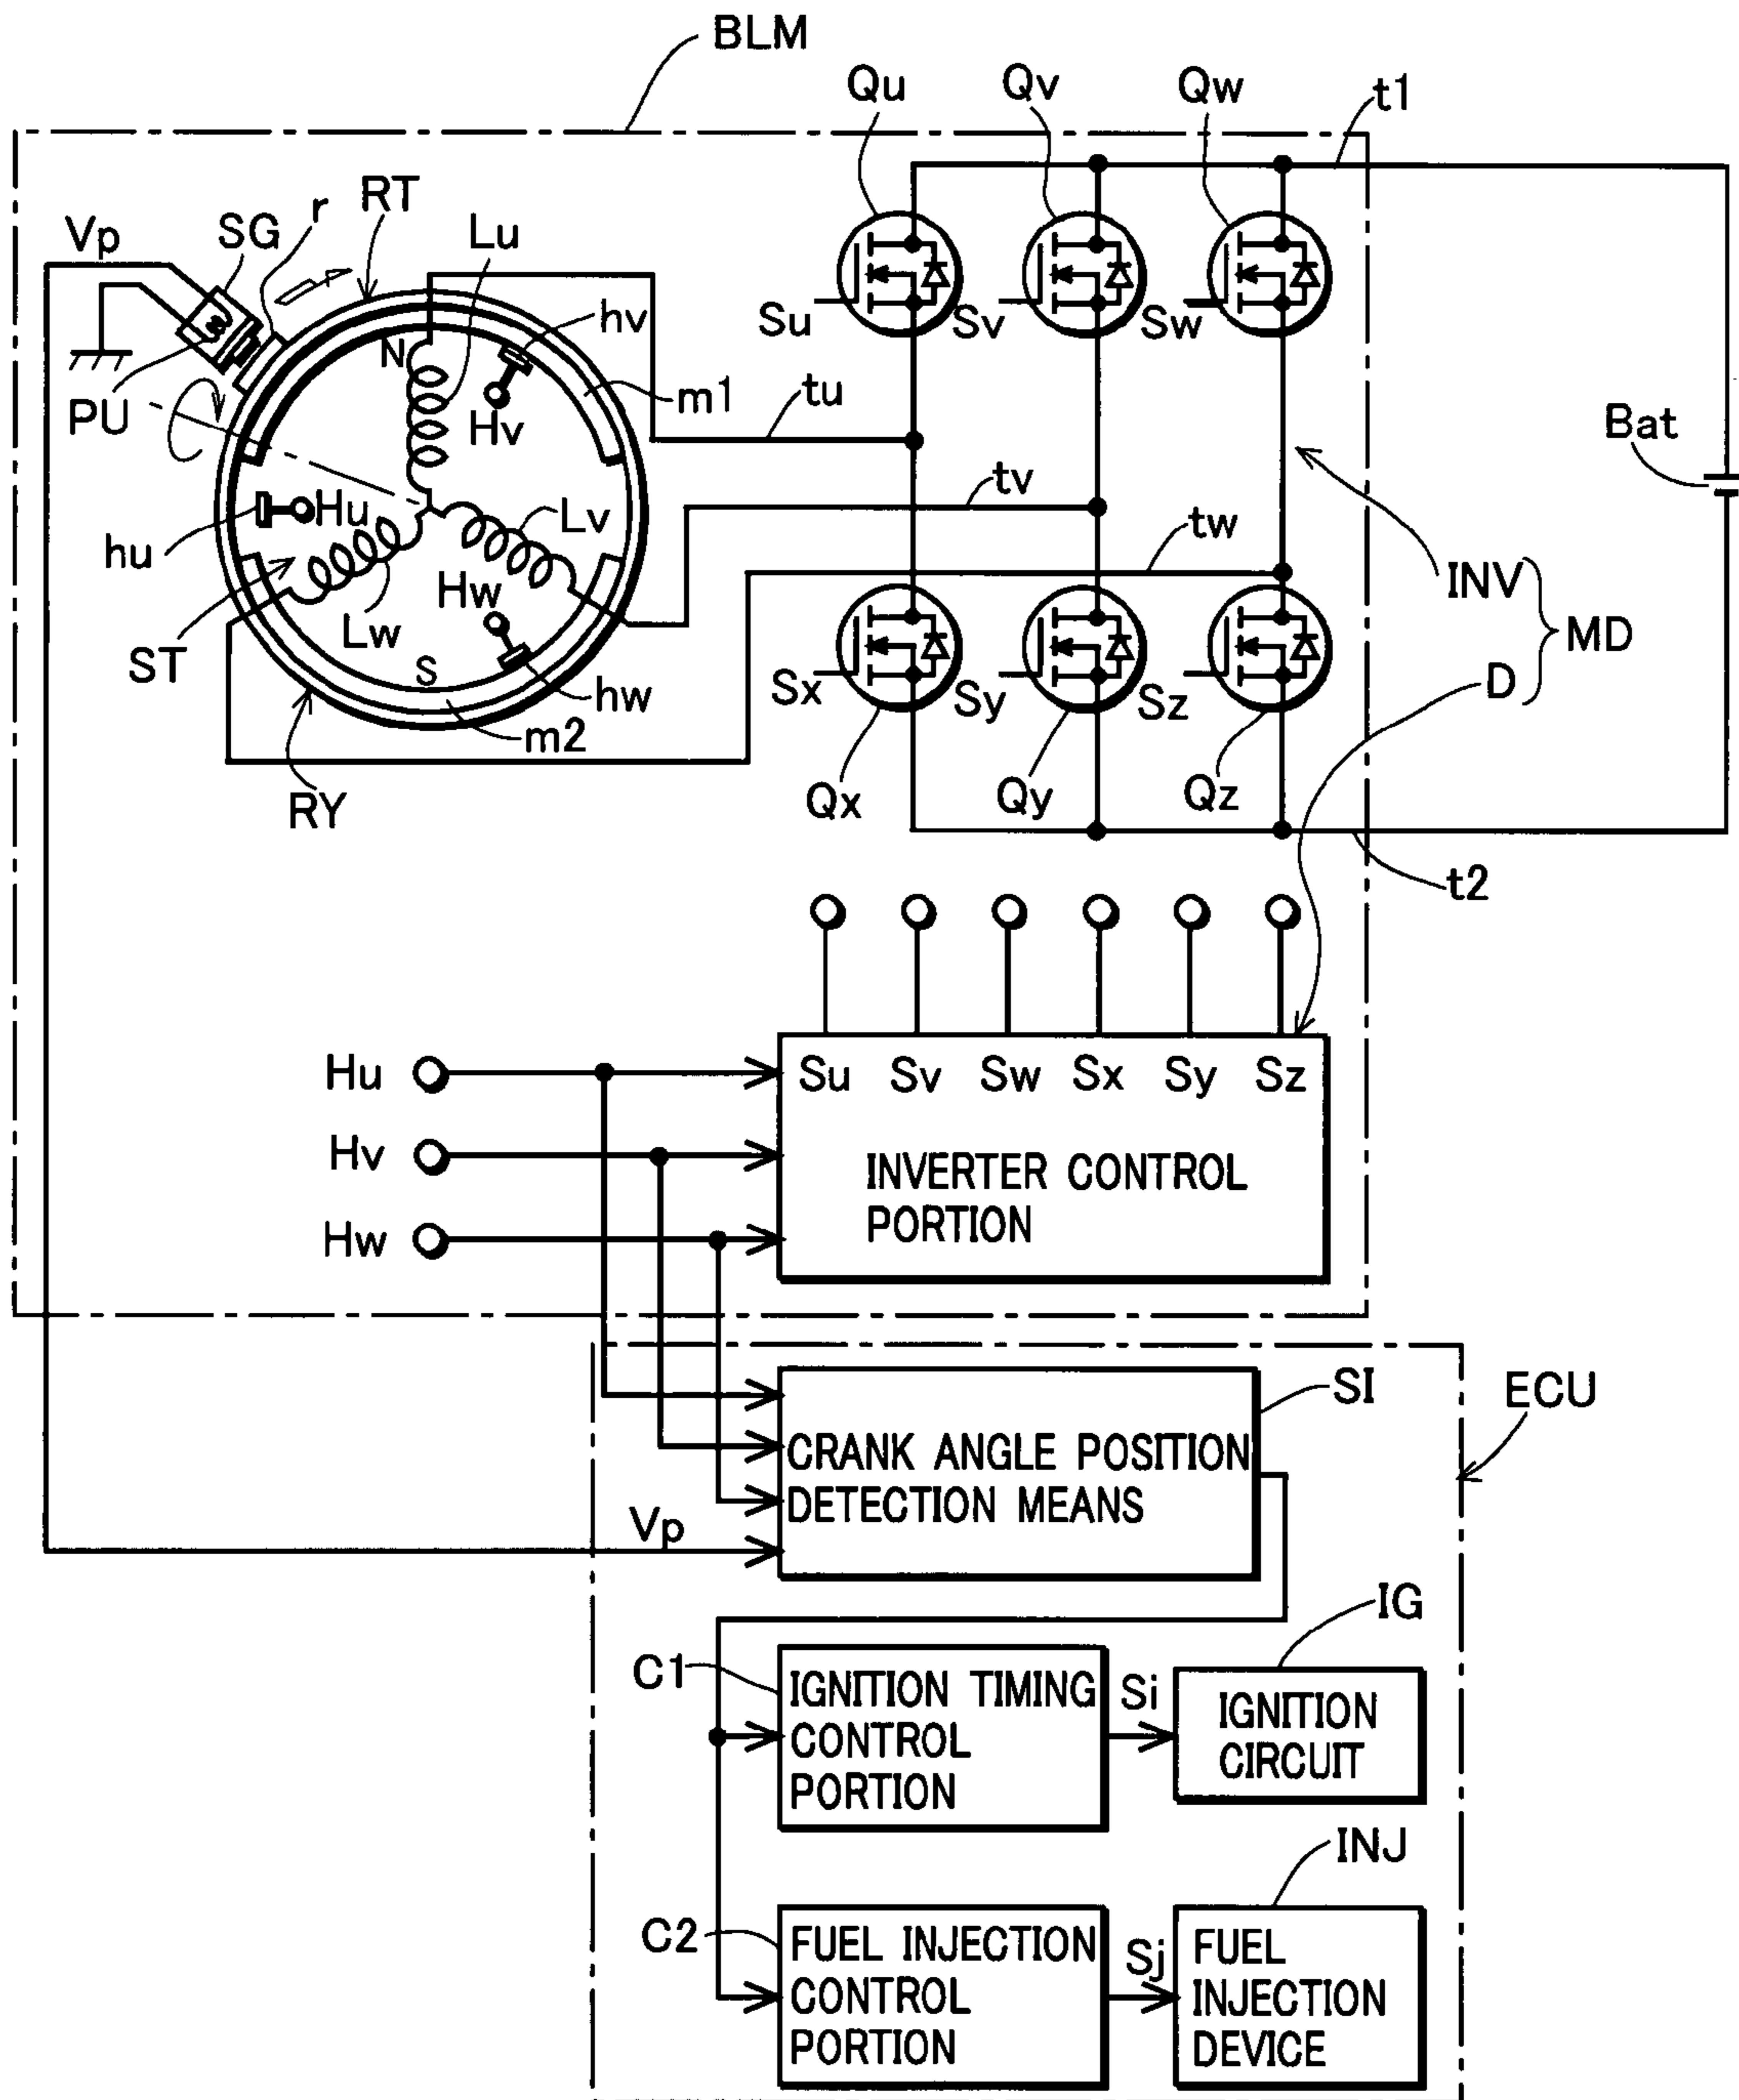 BLM
Qu
Qv
Qw
t1
Vp
SG
r
RT
Lu
hv
N
Su
Sv
Sw
PU
Hv
m1
tu
Bat
hu
Hu
Lv
tv
tw
INV
MD
D
Hw
Lw
ST
S
hw
m2
RY
Sx
Sy
Sz
Qx
Qy
Qz
t2
Hu
Hv
Hw
Su Sv Sw Sx Sy Sz
INVERTER CONTROL
PORTION
SI
ECU
CRANK ANGLE POSITION
DETECTION MEANS
Vp
IG
C1
IGNITION TIMING
CONTROL
PORTION
Si
IGNITION
CIRCUIT
INJ
C2
FUEL INJECTION
CONTROL
PORTION
Sj
FUEL
INJECTION
DEVICE